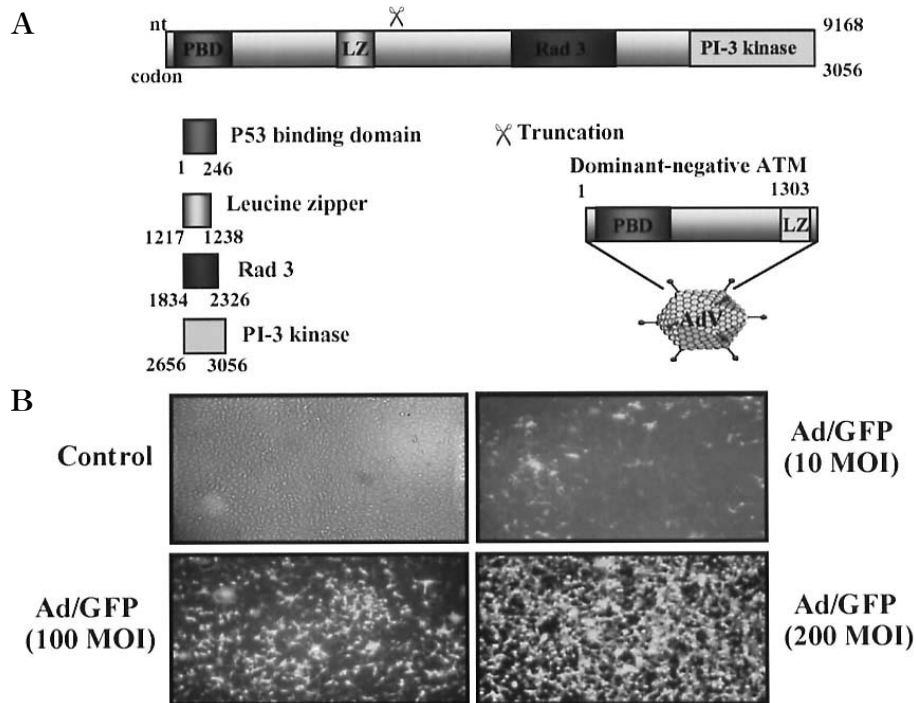 A
nt
9168
PBD
LZ
Rad 3
PI-3 kinase
codon
3056
P53 binding domain
1 246
Leucine zipper
1217 1238
Rad 3
1834 2326
PI-3 kinase
2656 3056
Truncation
Dominant-negative ATM
1 1303
PBD
LZ
AdV
B
Control
Ad/GFP
(10 MOI)
Ad/GFP
(100 MOI)
Ad/GFP
(200 MOI)